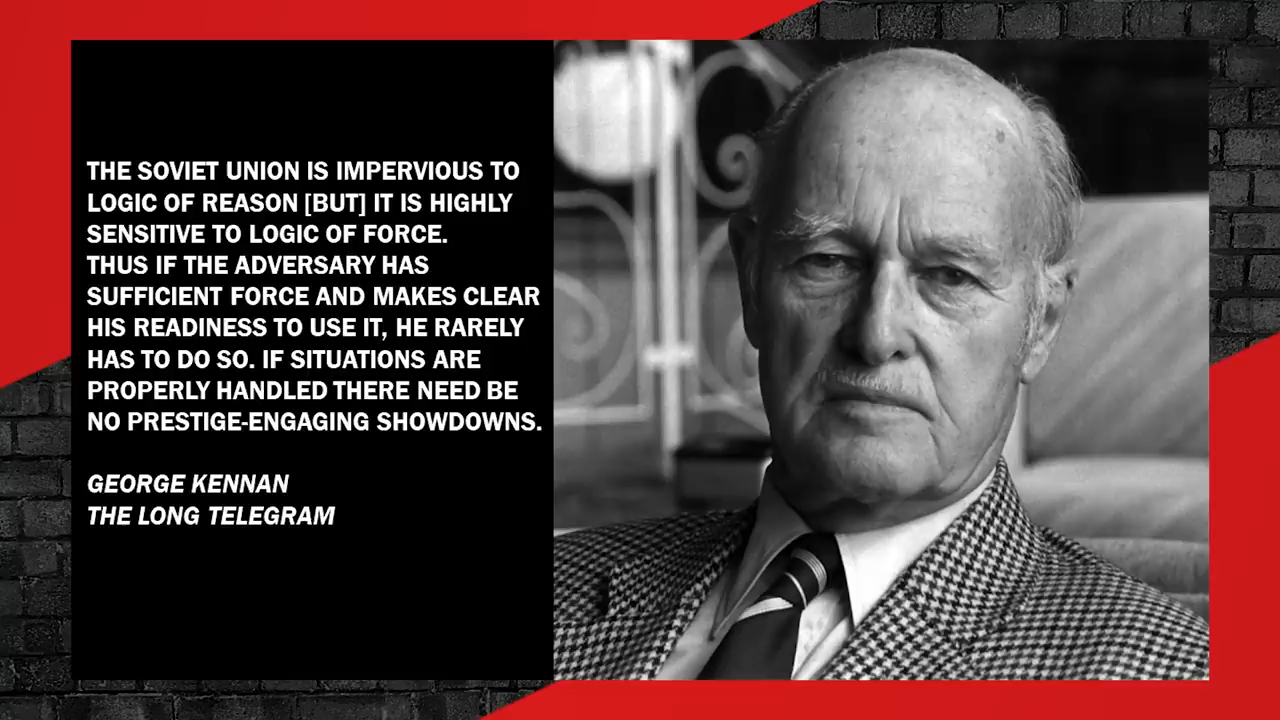 THE SOVIET UNION IS IMPERVIOUS TO
LOGIC OF REASON [BUT] IT IS HIGHLY
SENSITIVE TO LOGIC OF FORCE.
THUS IF THE ADVERSARY HAS
SUFFICIENT FORCE AND MAKES CLEAR
HIS READINESS TO USE IT, HE RARELY
HAS TO DO SO. IF SITUATIONS ARE
PROPERLY HANDLED THERE NEED BE
NO PRESTIGE-ENGAGING SHOWDOWNS.
GEORGE KENNAN
THE LONG TELEGRAM